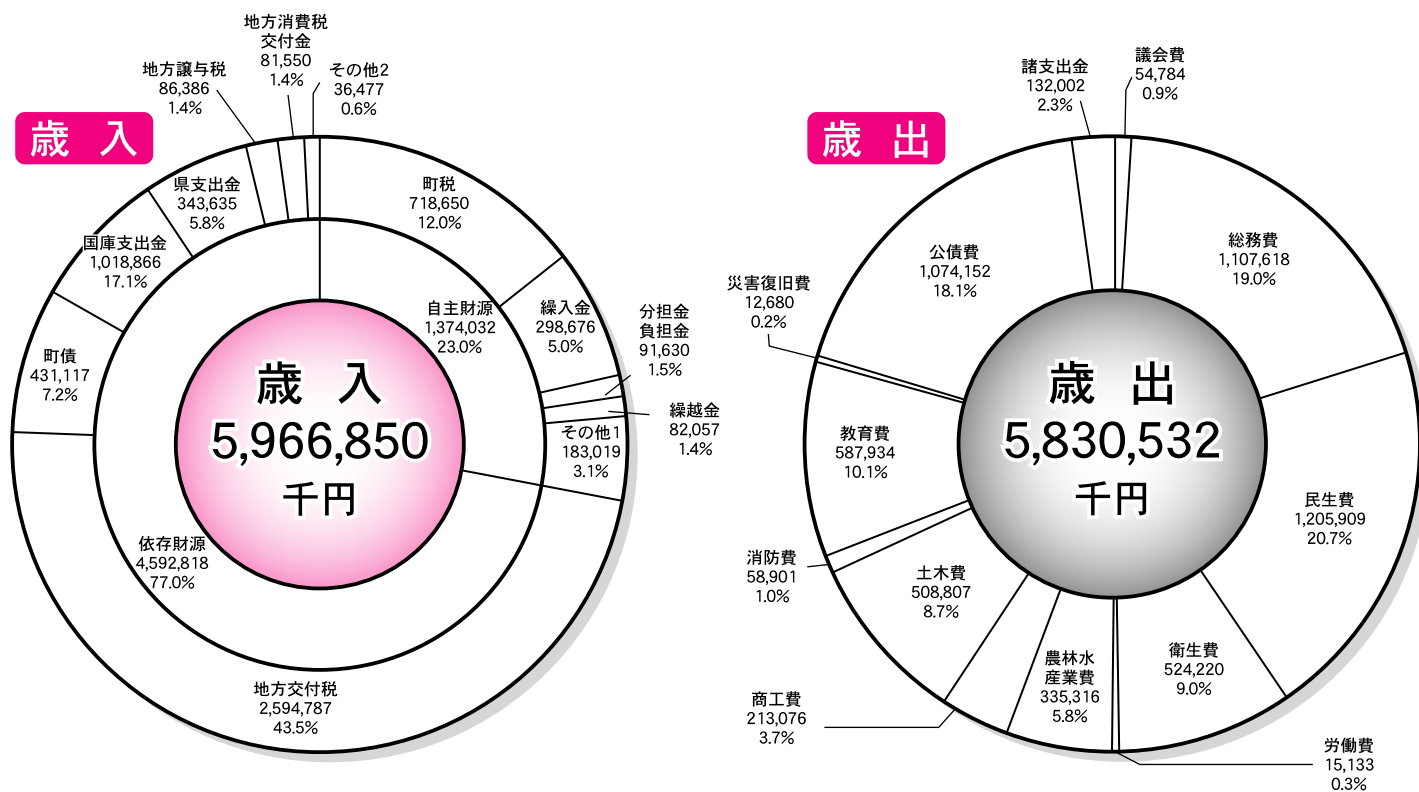 歳入
地方消費税
交付金
81,550
1.4%
その他2
36,477
0.6%
地方譲与税
86,386
1.4%
県支出金
343,635
5.8%
町税
718,650
12.0%
国庫支出金
1,018,866
17.1%
自主財源
1,374,032
23.0%
繰入金
298,676
5.0%
分担金
負担金
91,630
1.5%
町債
431,117
7.2%
歳入
5,966,850
千円
繰越金
82,057
1.4%
その他1
183,019
3.1%
依存財源
4,592,818
77.0%
地方交付税
2,594,787
43.5%
歳出
諸支出金
132,002
2.3%
議会費
54,784
0.9%
公債費
1,074,152
18.1%
総務費
1,107,618
19.0%
災害復旧費
12,680
0.2%
歳出
5,830,532
千円
教育費
587,934
10.1%
民生費
1,205,909
20.7%
消防費
58,901
1.0%
土木費
508,807
8.7%
農林水
産業費
335,316
5.8%
衛生費
524,220
9.0%
商工費
213,076
3.7%
労働費
15,133
0.3%